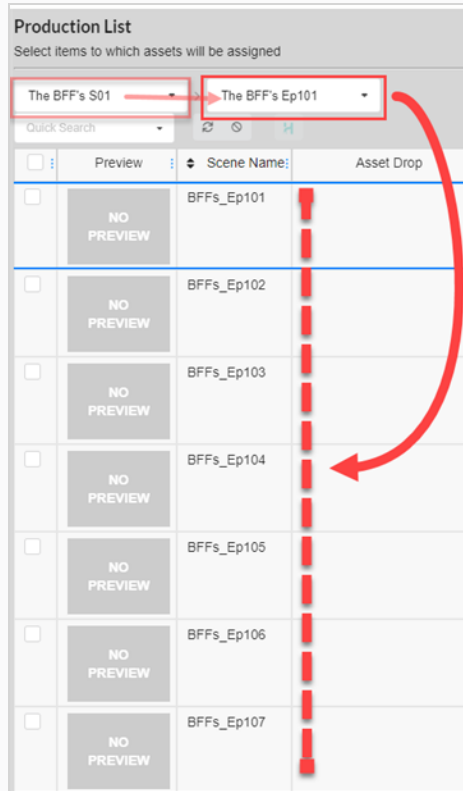 Production List
Select items to which assets will be assigned
The BFF's S01 > The BFF's Ep101
Quick Search
Preview Scene Name Asset Drop
NO PREVIEW BFFs_Ep101
NO PREVIEW BFFs_Ep102
NO PREVIEW BFFs_Ep103
NO PREVIEW BFFs_Ep104
NO PREVIEW BFFs_Ep105
NO PREVIEW BFFs_Ep106
NO PREVIEW BFFs_Ep107